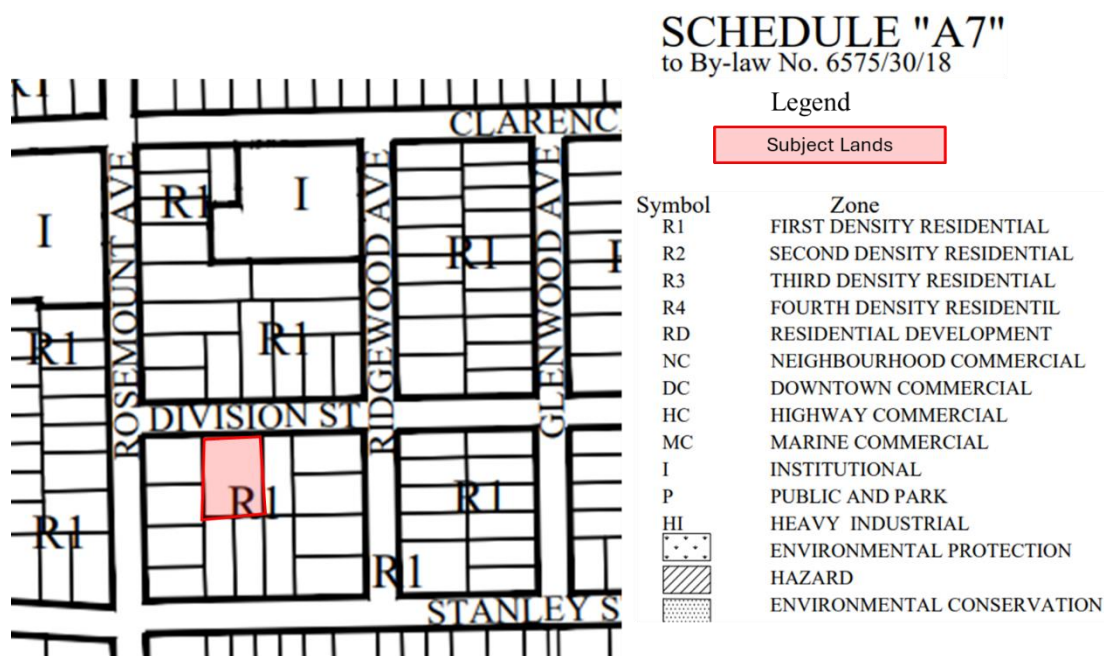 SCHEDULE "A7"
to By-law No. 6575/30/18
Legend
Subject Lands
Symbol Zone
R1 FIRST DENSITY RESIDENTIAL
R2 SECOND DENSITY RESIDENTIAL
R3 THIRD DENSITY RESIDENTIAL
R4 FOURTH DENSITY RESIDENTIL
RD RESIDENTIAL DEVELOPMENT
NC NEIGHBOURHOOD COMMERCIAL
DC DOWNTOWN COMMERCIAL
HC HIGHWAY COMMERCIAL
MC MARINE COMMERCIAL
I INSTITUTIONAL
P PUBLIC AND PARK
HI HEAVY INDUSTRIAL
ENVIRONMENTAL PROTECTION
HAZARD
ENVIRONMENTAL CONSERVATION
R1
CLARENC
ROSEMOUNT AVE
RIDGEWOOD AVE
GLENWOOD AVE
R1
I
I
R1
R1
R1
DIVISION ST
R1
R1
R1
R1
STANLEY S